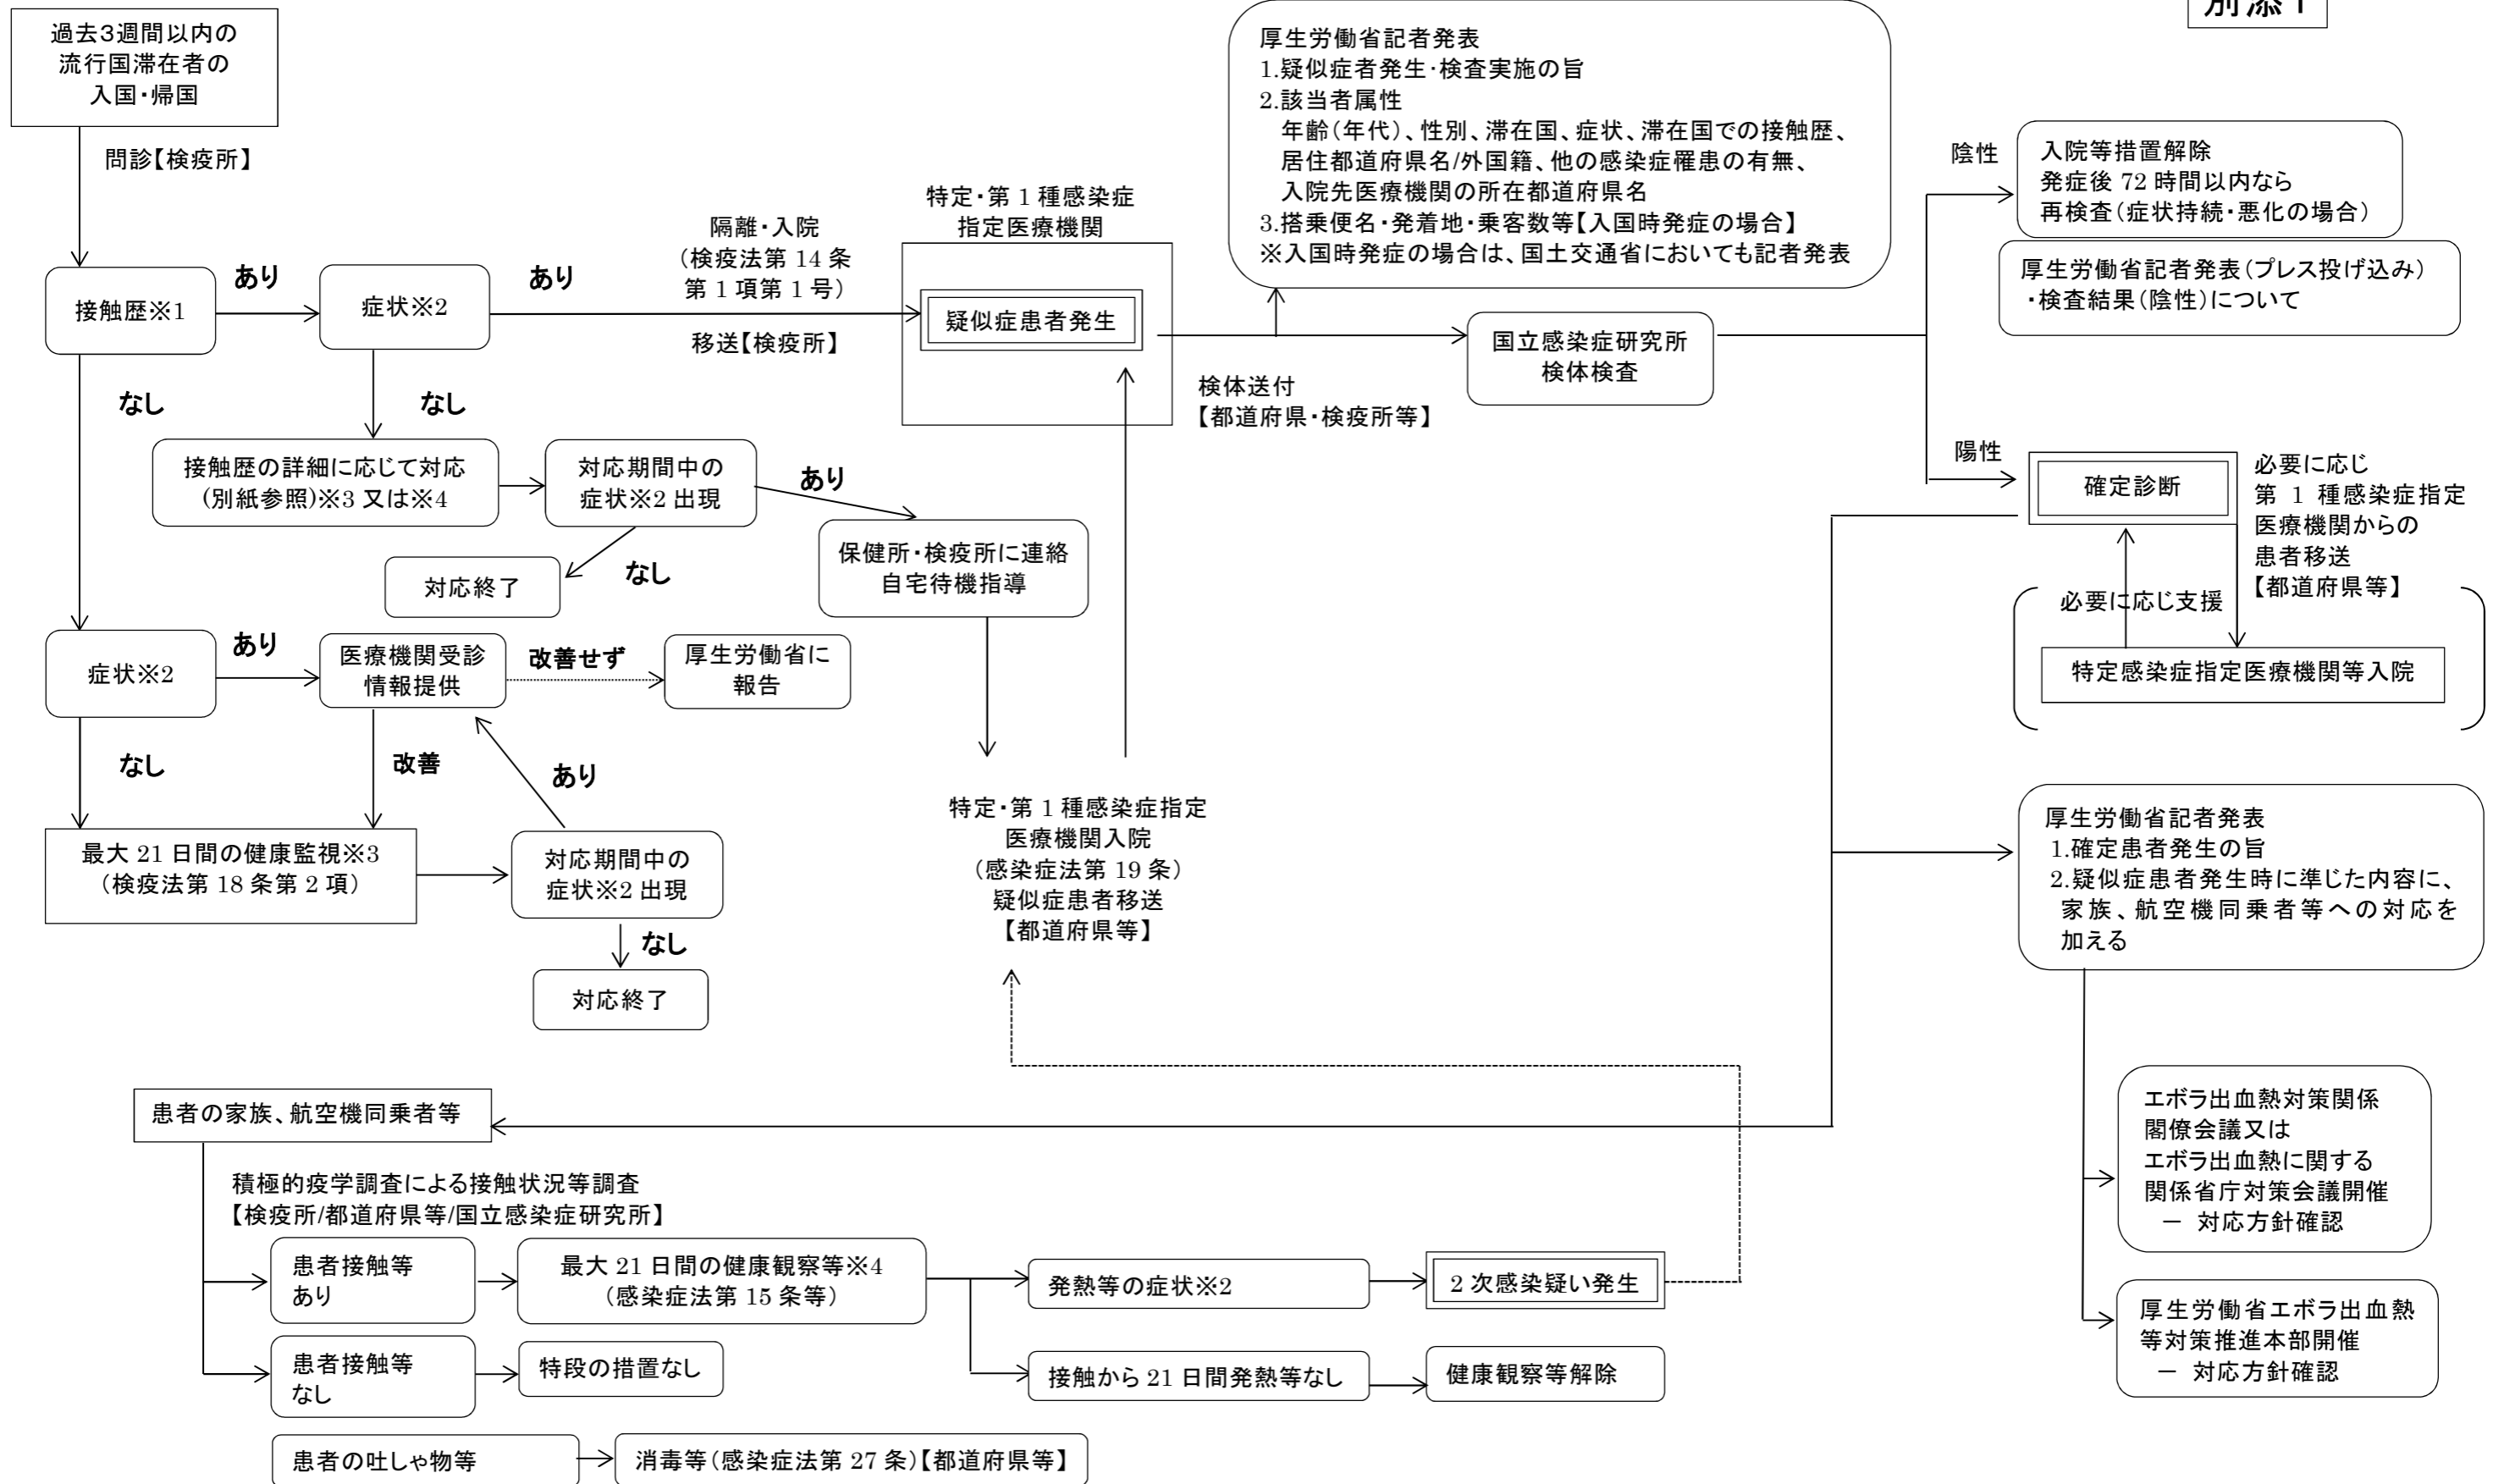 別添1
過去3週間以内の
流行国滞在者の
入国・帰国
問診【検疫所】
接触歴※1
あり
症状※2
あり
隔離・入院
（検疫法第 14 条
第 1 項第 1 号）
移送【検疫所】
特定・第 1 種感染症
指定医療機関
疑似症患者発生
厚生労働省記者発表
1.疑似症者発生・検査実施の旨
2.該当者属性
年齢（年代）、性別、滞在国、症状、滞在国での接触歴、
居住都道府県名/外国籍、他の感染症罹患の有無、
入院先医療機関の所在都道府県名
3.搭乗便名・発着地・乗客数等【入国時発症の場合】
※入国時発症の場合は、国土交通省においても記者発表
検体送付
【都道府県・検疫所等】
国立感染症研究所
検体検査
陰性
入院等措置解除
発症後 72 時間以内なら
再検査（症状持続・悪化の場合）
厚生労働省記者発表（プレス投げ込み）
・検査結果（陰性）について
陽性
確定診断
必要に応じ
第 1 種感染症指定
医療機関からの
患者移送
【都道府県等】
必要に応じ支援
特定感染症指定医療機関等入院
なし
なし
接触歴の詳細に応じて対応
(別紙参照)※3 又は※4
対応期間中の
症状※2 出現
あり
保健所・検疫所に連絡
自宅待機指導
なし
対応終了
症状※2
あり
医療機関受診
情報提供
改善せず
厚生労働省に
報告
なし
改善
あり
最大 21 日間の健康監視※3
（検疫法第 18 条第 2 項）
対応期間中の
症状※2 出現
なし
対応終了
特定・第 1 種感染症指定
医療機関入院
（感染症法第 19 条）
疑似症患者移送
【都道府県等】
厚生労働省記者発表
1.確定患者発生の旨
2.疑似症患者発生時に準じた内容に、
家族、航空機同乗者等への対応を
加える
エボラ出血熱対策関係
閣僚会議又は
エボラ出血熱に関する
関係省庁対策会議開催
－ 対応方針確認
厚生労働省エボラ出血熱
等対策推進本部開催
－ 対応方針確認
患者の家族、航空機同乗者等
積極的疫学調査による接触状況等調査
【検疫所/都道府県等/国立感染症研究所】
患者接触等
あり
最大 21 日間の健康観察等※4
（感染症法第 15 条等）
発熱等の症状※2
2 次感染疑い発生
患者接触等
なし
特段の措置なし
接触から 21 日間発熱等なし
健康観察等解除
患者の吐しゃ物等
消毒等（感染症法第 27 条）【都道府県等】